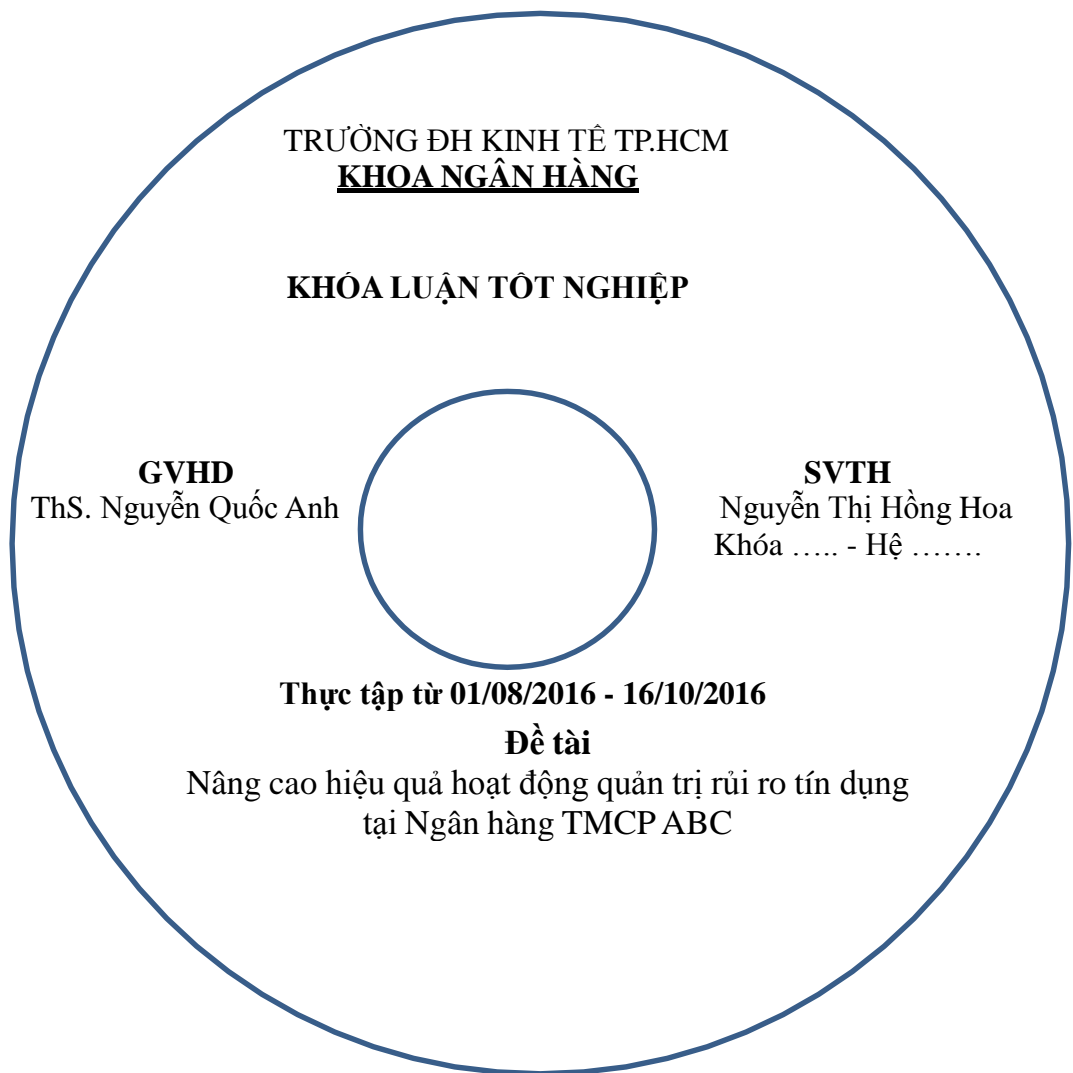 TRƯỜNG ĐH KINH TẾ TP.HCM
KHOA NGÂN HÀNG
KHÓA LUẬN TỐT NGHIỆP
GVHD
ThS. Nguyễn Quốc Anh
SVTH
Nguyễn Thị Hồng Hoa
Khóa ….. - Hệ …….
Thực tập từ 01/08/2016 - 16/10/2016
Đề tài
Nâng cao hiệu quả hoạt động quản trị rủi ro tín dụng
tại Ngân hàng TMCP ABC